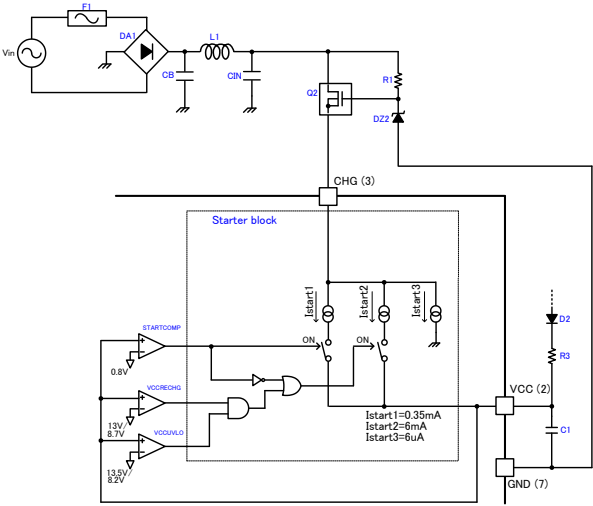 F1
DA1
L1
Vin
CB
CIN
R1
Q2
DZ2
CHG (3)
Starter block
Istart1
Istart2
Istart3
STARTCOMP
ON
ON
0.8V
VCCRECHG
13V/
8.7V
VCCUVLO
13.5V/
8.2V
Istart1=0.35mA
Istart2=6mA
Istart3=6uA
D2
R3
VCC (2)
C1
GND (7)